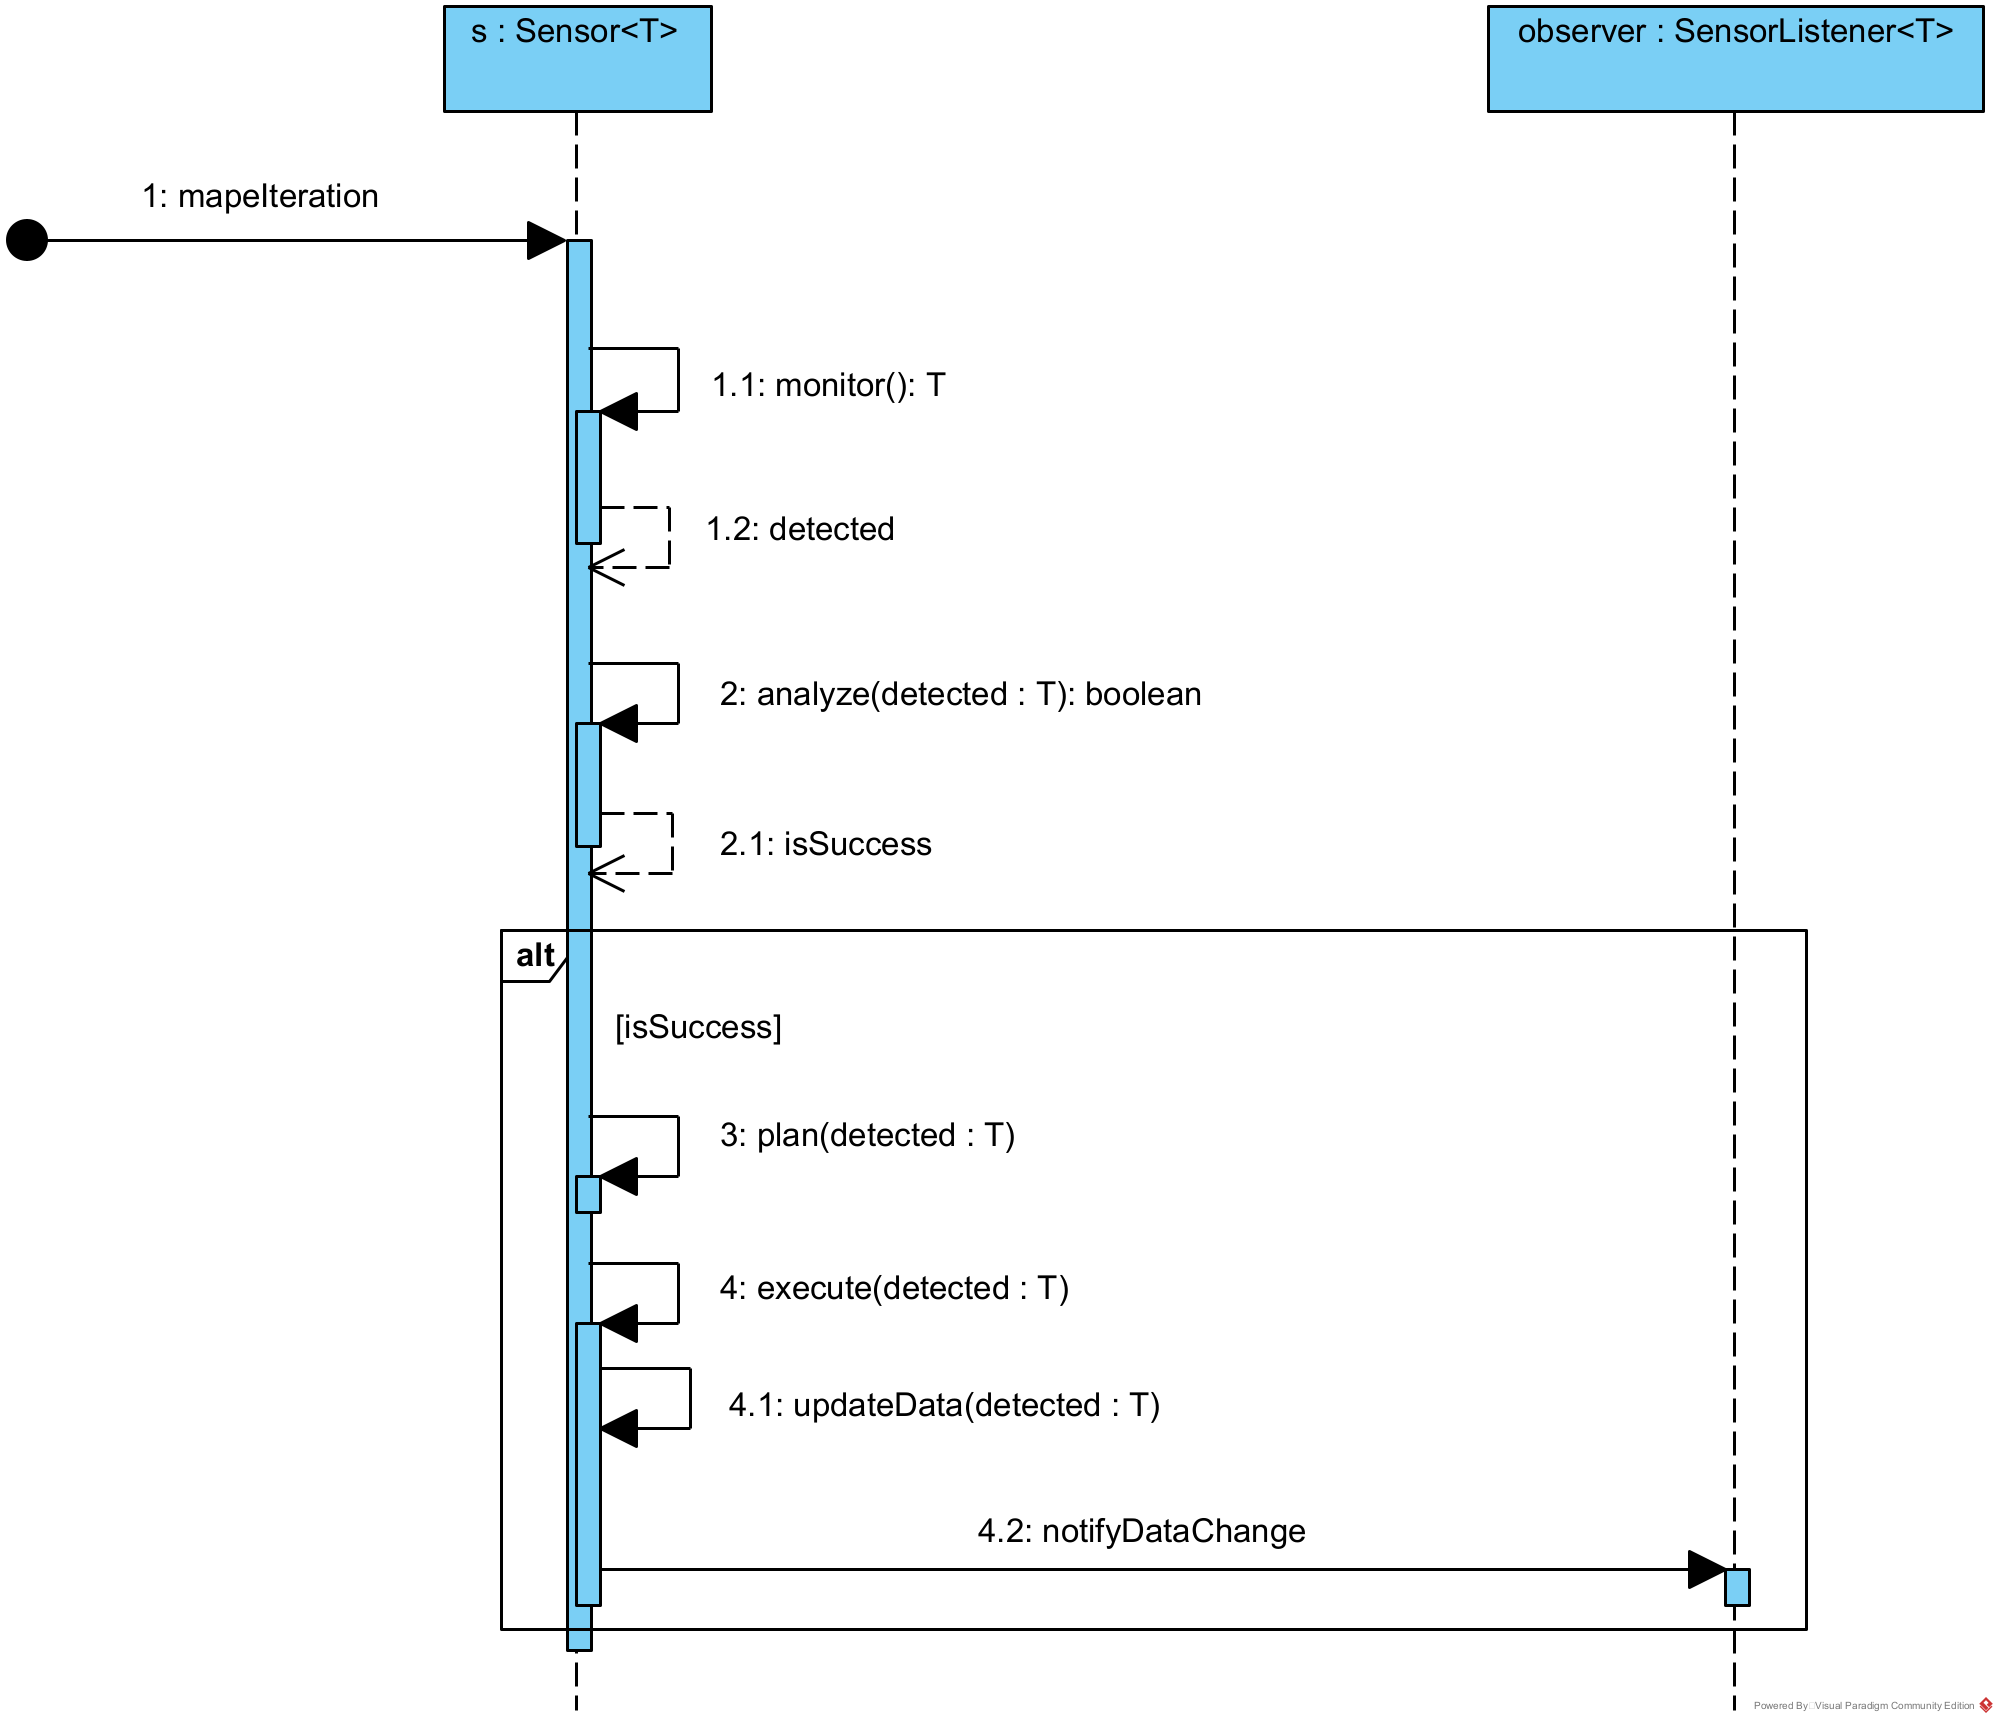 s : Sensor<T>
observer : SensorListener<T>
1: mapeIteration
1.1: monitor(): T
1.2: detected
2: analyze(detected : T): boolean
2.1: isSuccess
alt
[isSuccess]
3: plan(detected : T)
4: execute(detected : T)
4.1: updateData(detected : T)
4.2: notifyDataChange
Powered By Visual Paradigm Community Edition